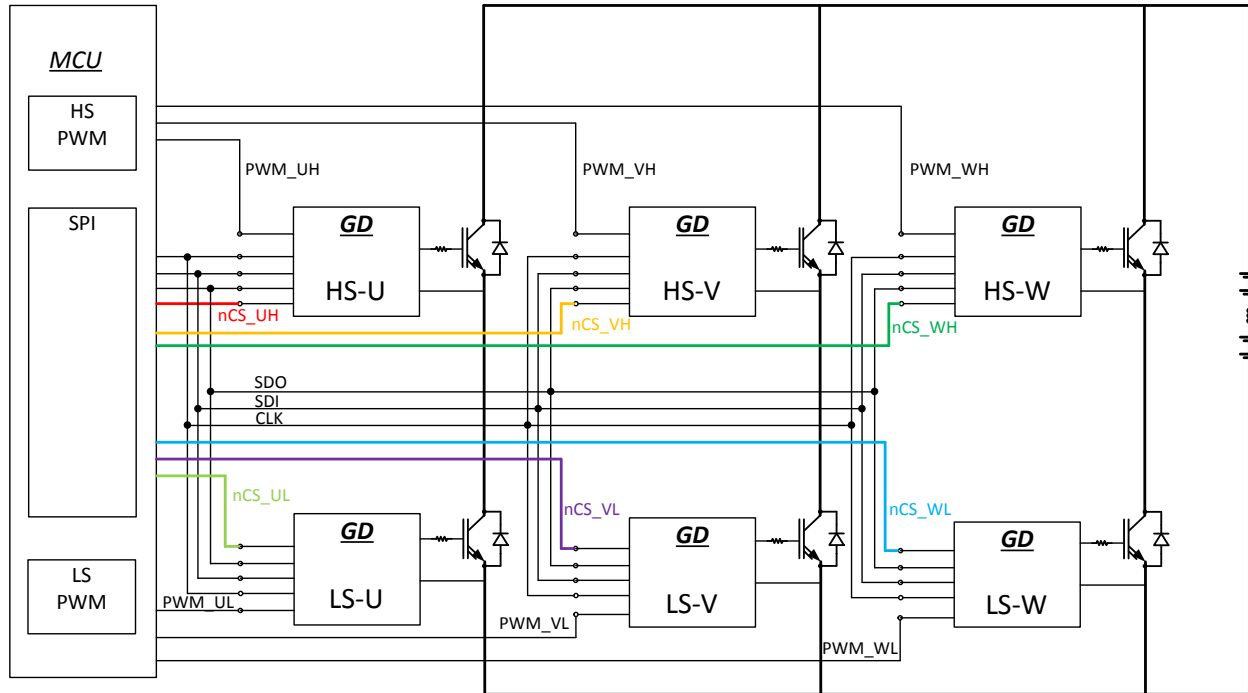 MCU
HS
PWM
PWM_UH
PWM_VH
PWM_WH
SPI
GD
HS-U
GD
HS-V
GD
HS-W
nCS_UH
nCS_VH
nCS_WH
SDO
SDI
CLK
nCS_UL
nCS_VL
nCS_WL
GD
LS-U
GD
LS-V
GD
LS-W
LS
PWM
PWM_UL
PWM_VL
PWM_WL